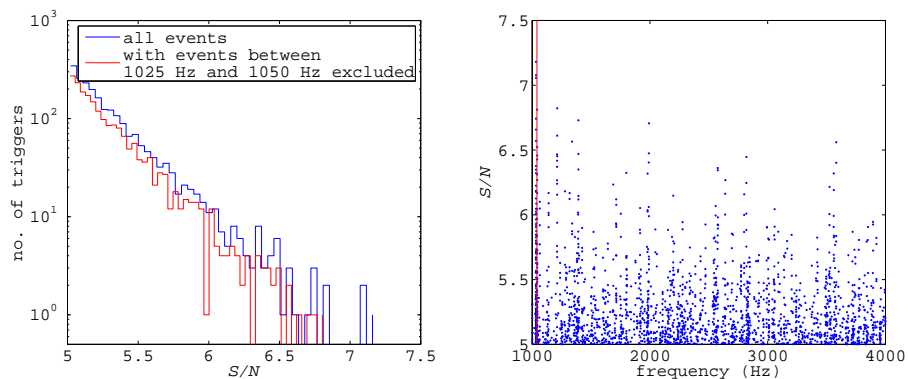 10^3
10^2
10^1
10^0
no. of triggers
all events
with events between
1025 Hz and 1050 Hz excluded
5 5.5 6 6.5 7 7.5
S/N
7.5
7
6.5
6
5.5
5
S/N
1000 2000 3000 4000
frequency (Hz)